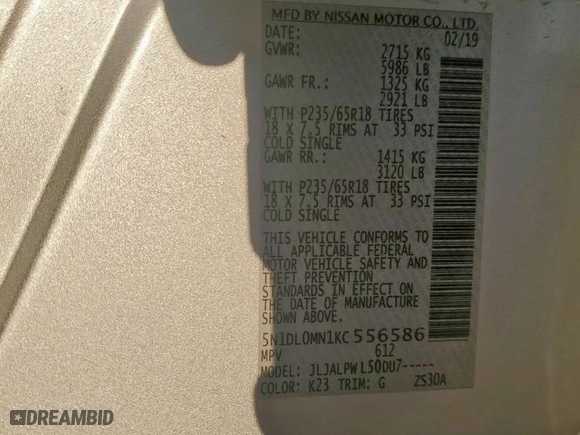 MFD BY NISSAN MOTOR CO., LTD.
DATE: 02/19
GVWR: 2715 KG
5986 LB
GAWR FR.: 1325 KG
2921 LB
WITH P235/65R18 TIRES
18 X 7.5 RIMS AT 33 PSI
COLD SINGLE
GAWR RR.: 1415 KG
3120 LB
WITH P235/65R18 TIRES
18 X 7.5 RIMS AT 33 PSI
COLD SINGLE
THIS VEHICLE CONFORMS TO
ALL APPLICABLE FEDERAL
MOTOR VEHICLE SAFETY AND
THEFT PREVENTION
STANDARDS IN EFFECT ON
THE DATE OF MANUFACTURE
SHOWN ABOVE.
5N1DL0MN1KC556586
MPV 612
MODEL: JLJALPWL50DU7-----
COLOR: K23 TRIM: G ZS30A
DREAMBID